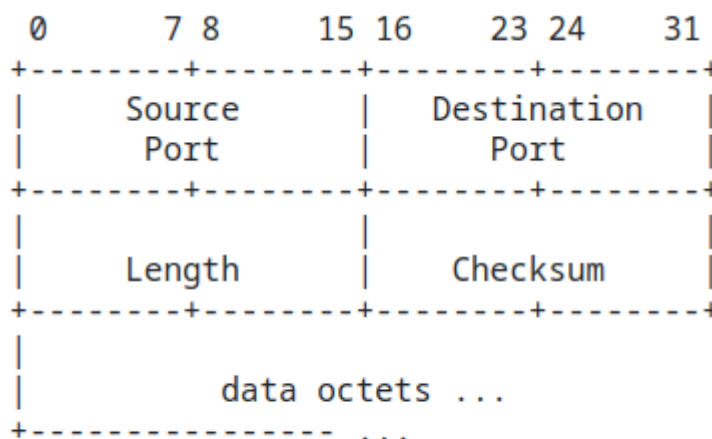 0      7 8     15 16    23 24    31
+--------+--------+--------+--------+
|     Source      |   Destination   |
|      Port       |      Port       |
+--------+--------+--------+--------+
|                 |                 |
|     Length      |    Checksum     |
+--------+--------+--------+--------+
|
|          data octets ...
+---------------- ...